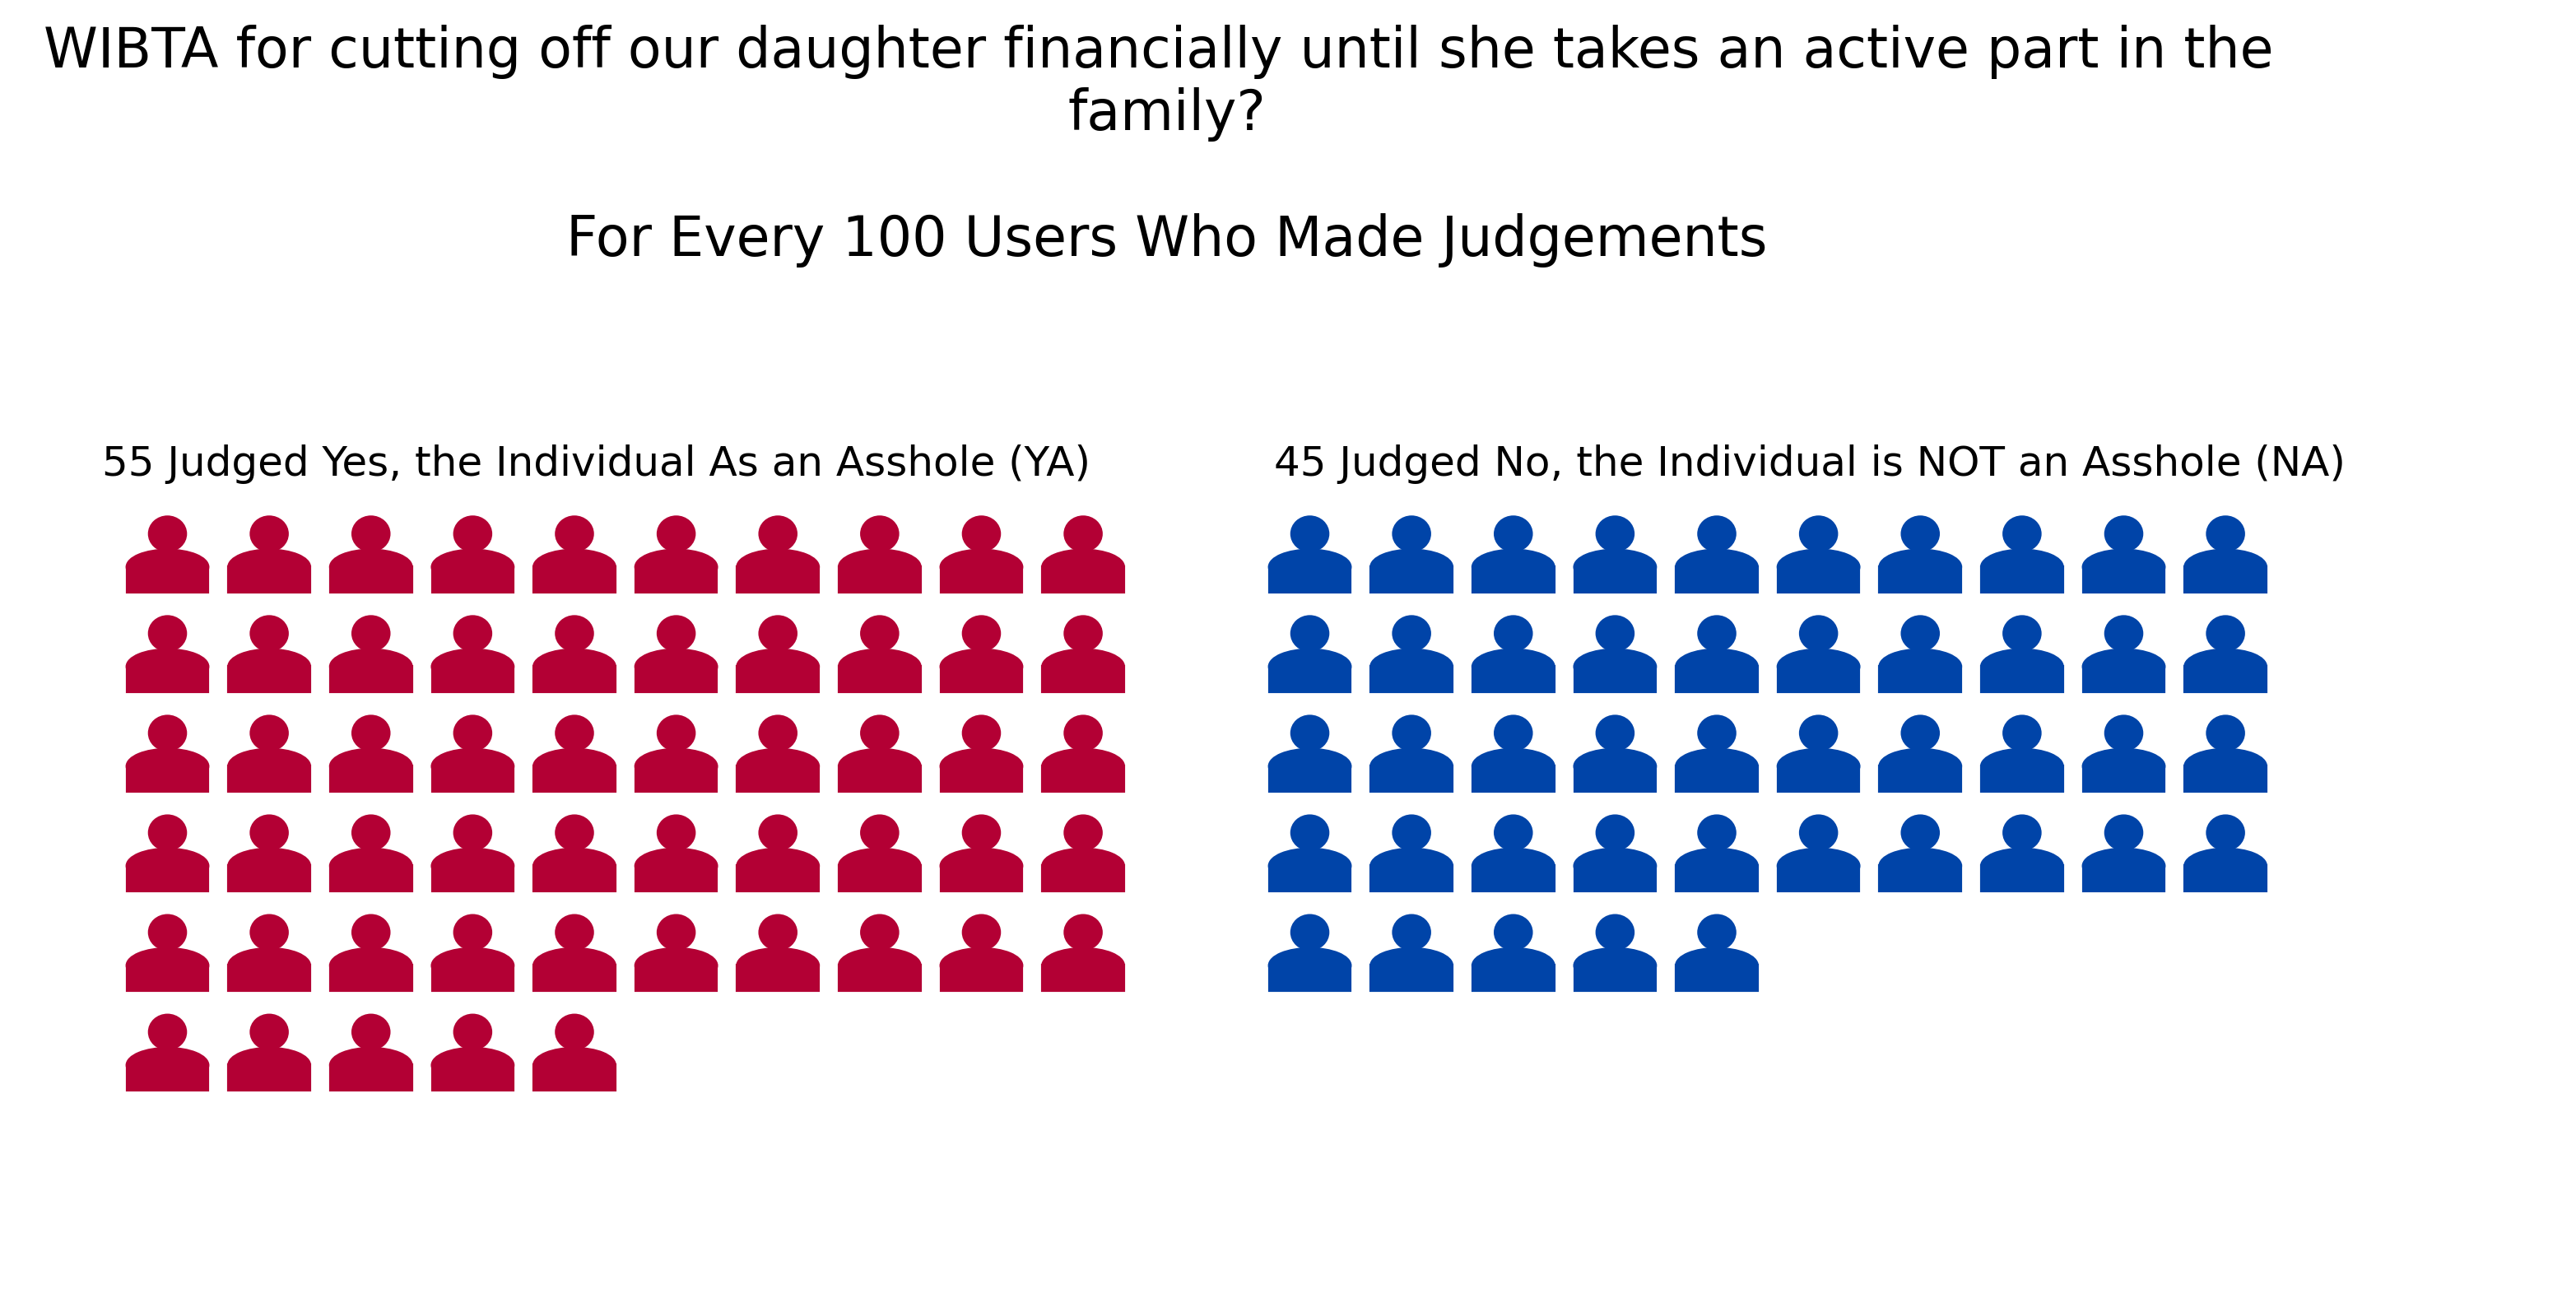 WIBTA for cutting off our daughter financially until she takes an active part in the
family?
For Every 100 Users Who Made Judgements
55 Judged Yes, the Individual As an Asshole (YA)
45 Judged No, the Individual is NOT an Asshole (NA)